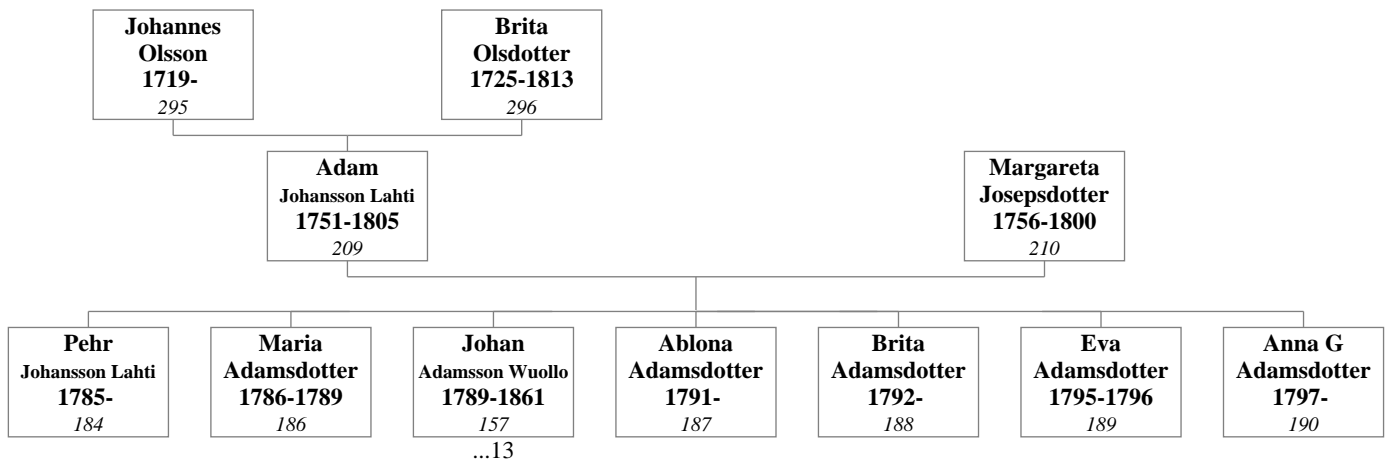 Johannes
Olsson
1719-
295
Brita
Olsdotter
1725-1813
296
Adam
Johansson Lahti
1751-1805
209
Margareta
Josepsdotter
1756-1800
210
Pehr
Johansson Lahti
1785-
184
Maria
Adamsdotter
1786-1789
186
Johan
Adamsson Wuollo
1789-1861
157
...13
Ablona
Adamsdotter
1791-
187
Brita
Adamsdotter
1792-
188
Eva
Adamsdotter
1795-1796
189
Anna G
Adamsdotter
1797-
190